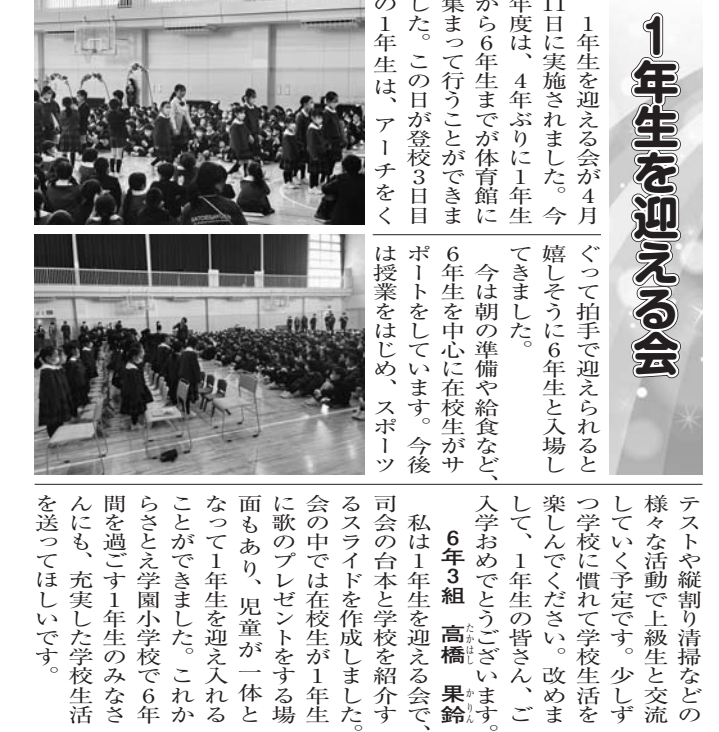 1年生を迎える会
1年生を迎える会が4月
11日に実施されました。今
年度は、4年ぶりに1年生
から6年生までが体育館に
集まって行うことができま
した。この日が登校3日目
の1年生は、アーチをく
ぐって拍手で迎えられると
嬉しそうに6年生と入場し
てきました。
今は朝の準備や給食など、
6年生を中心に在校生がサ
ポートをしています。今後
は授業をはじめ、スポーツ
テストや縦割り清掃などの
様々な活動で上級生と交流
していく予定です。少しず
つ学校に慣れて学校生活を
楽しんでください。改めま
して、1年生の皆さん、ご
入学おめでとうございます。
6年3組 高橋 果鈴
たかはし かりん
私は1年生を迎える会で、
司会の台本と学校を紹介す
るスライドを作成しました。
会の中では在校生が1年生
に歌のプレゼントをする場
面もあり、児童が一体と
なって1年生を迎え入れる
ことができました。これか
らさとえ学園小学校で6年
間を過ごす1年生のみなさ
んにも、充実した学校生活
を送ってほしいです。